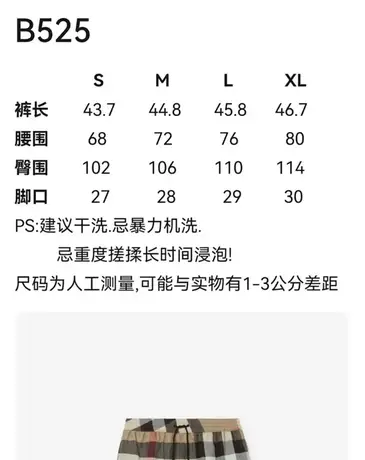 B525
S M L XL
裤长 43.7 44.8 45.8 46.7
腰围 68 72 76 80
臀围 102 106 110 114
脚口 27 28 29 30
PS:建议干洗.忌暴力机洗.
忌重度搓揉长时间浸泡!
尺码为人工测量,可能与实物有1-3公分差距